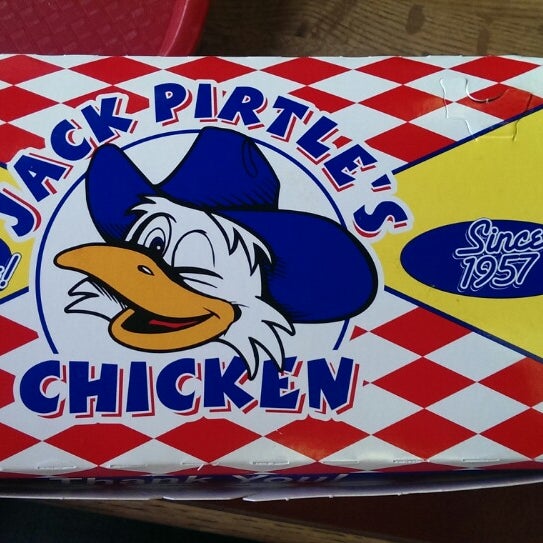 JACK PIRTLE'S
CHICKEN
Since
1957
Thank You!